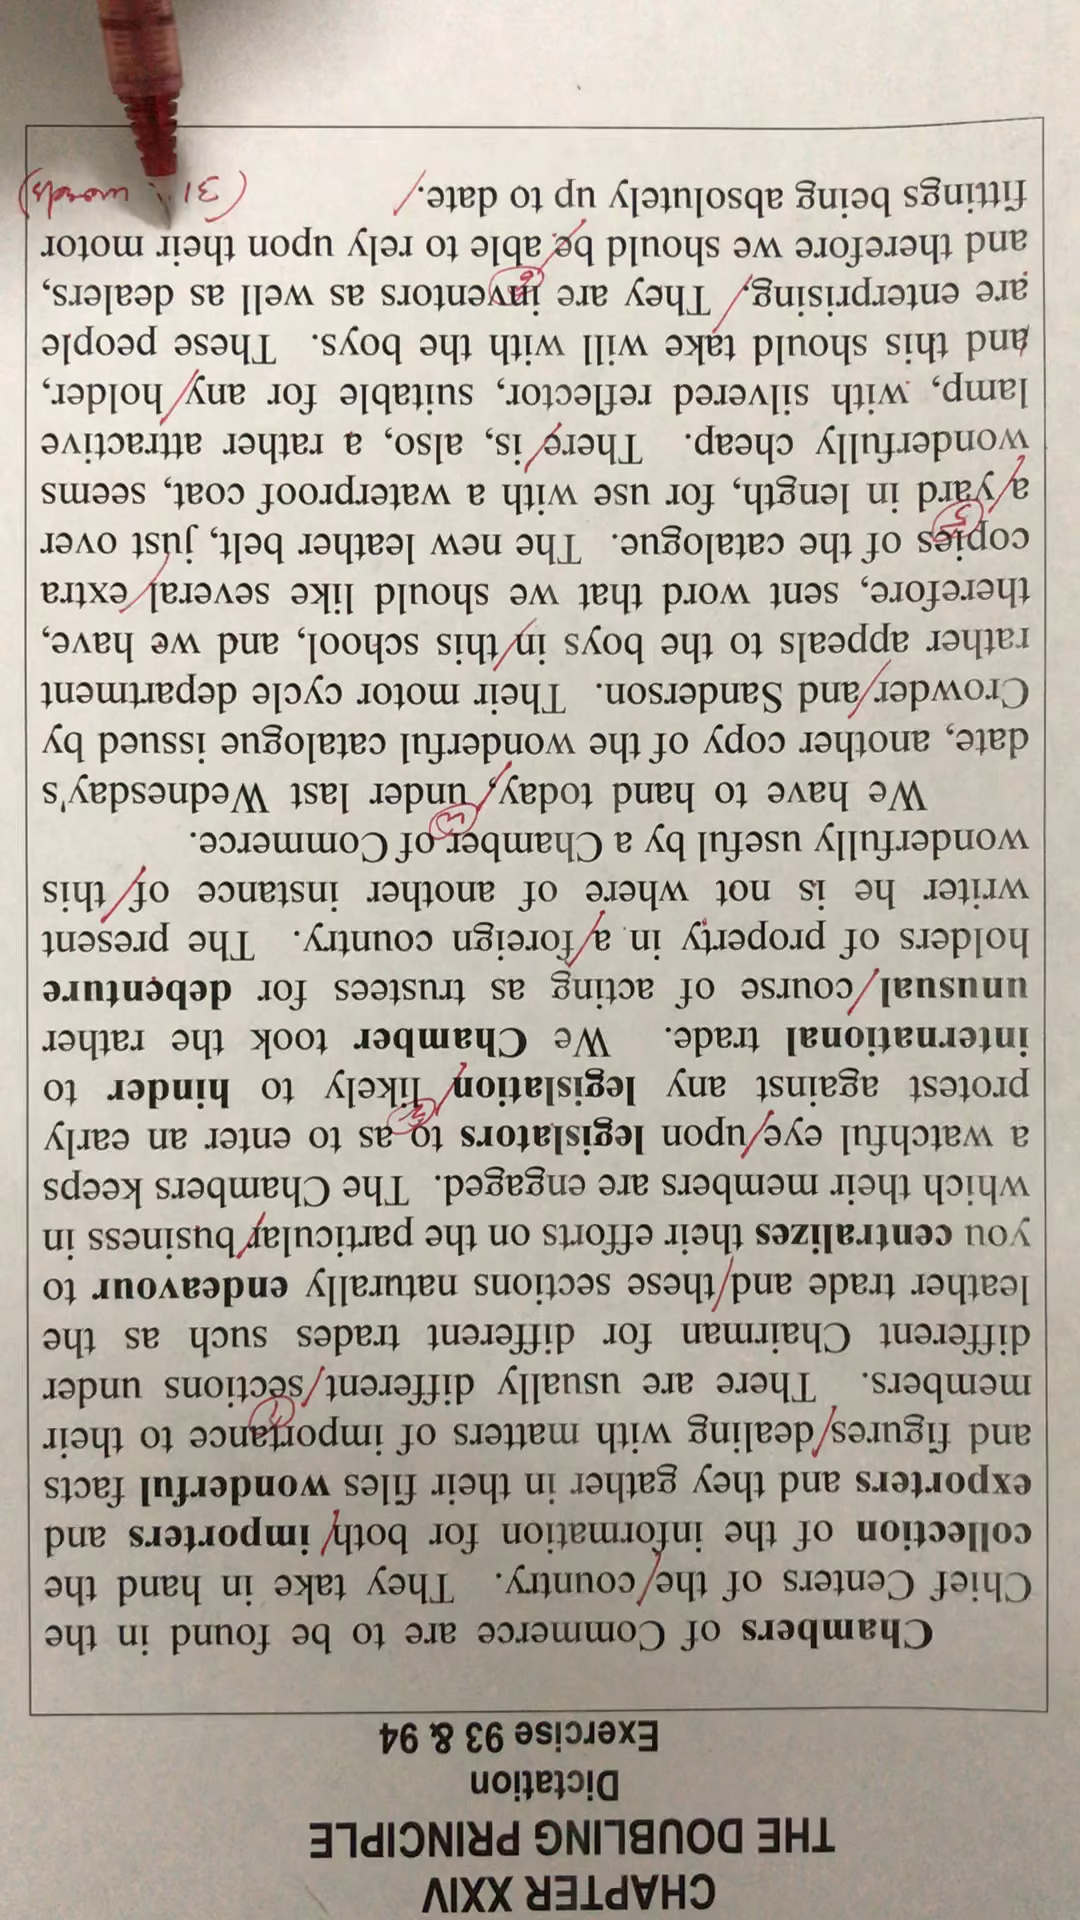 CHAPTER XXIV
THE DOUBLING PRINCIPLE
Dictation
Exercise 93 & 94
Chambers of Commerce are to be found in the
Chief Centers of the country. They take in hand the
collection of the information for both importers and
exporters and they gather in their files wonderful facts
and figures dealing with matters of importance to their
members. There are usually different sections under
different Chairman for different trades such as the
leather trade and these sections naturally endeavour to
you centralizes their efforts on the particular business in
which their members are engaged. The Chambers keeps
a watchful eye upon legislators to as to enter an early
protest against any legislation likely to hinder to
international trade. We Chamber took the rather
unusual course of acting as trustees for debenture
holders of property in a foreign country. The present
writer he is not where of another instance of this
wonderfully useful by a Chamber of Commerce.
We have to hand today, under last Wednesday's
date, another copy of the wonderful catalogue issued by
Crowder and Sanderson. Their motor cycle department
rather appeals to the boys in this school, and we have,
therefore, sent word that we should like several extra
copies of the catalogue. The new leather belt, just over
a yard in length, for use with a waterproof coat, seems
wonderfully cheap. There is, also, a rather attractive
lamp, with silvered reflector, suitable for any holder,
and this should take will with the boys. These people
are enterprising. They are inventors as well as dealers,
and therefore we should be able to rely upon their motor
fittings being absolutely up to date.
words)